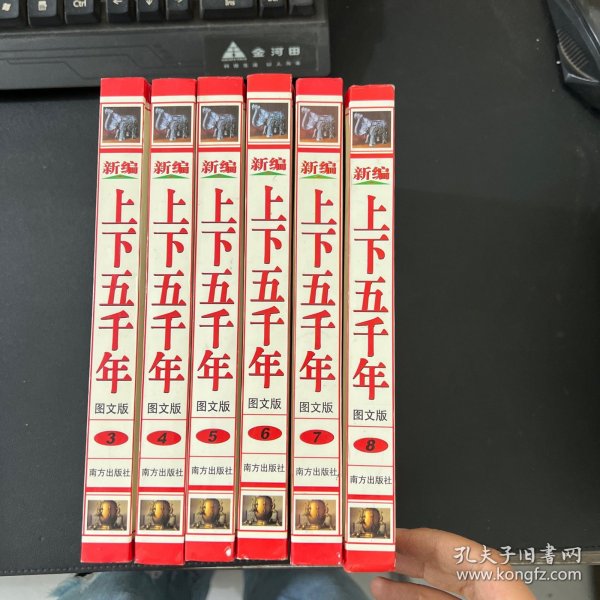 金河田
新编
上下五千年
图文版
3
南方出版社
新编
上下五千年
图文版
4
南方出版社
新编
上下五千年
图文版
5
南方出版社
新编
上下五千年
图文版
6
南方出版社
新编
上下五千年
图文版
7
南方出版社
新编
上下五千年
图文版
8
南方出版社
孔夫子旧书网
www.kongfz.com